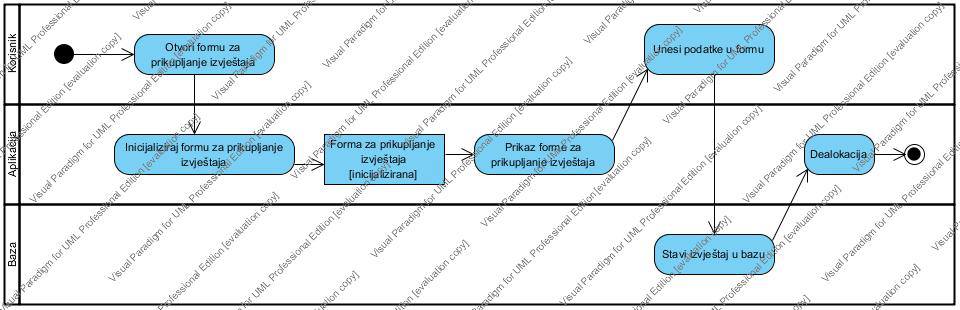 Korisnik
Otvori formu za
prikupljanje izvještaja
Unesi podatke u formu
Aplikacija
Inicijaliziraj formu za prikupljanje
izvještaja
Forma za prikupljanje
izvještaja
[inicijalizirana]
Prikaz forme za
prikupljanje izvještaja
Dealokacija
Baza
Stavi izvještaj u bazu
Visual Paradigm for UML Professional Edition [evaluation copy]